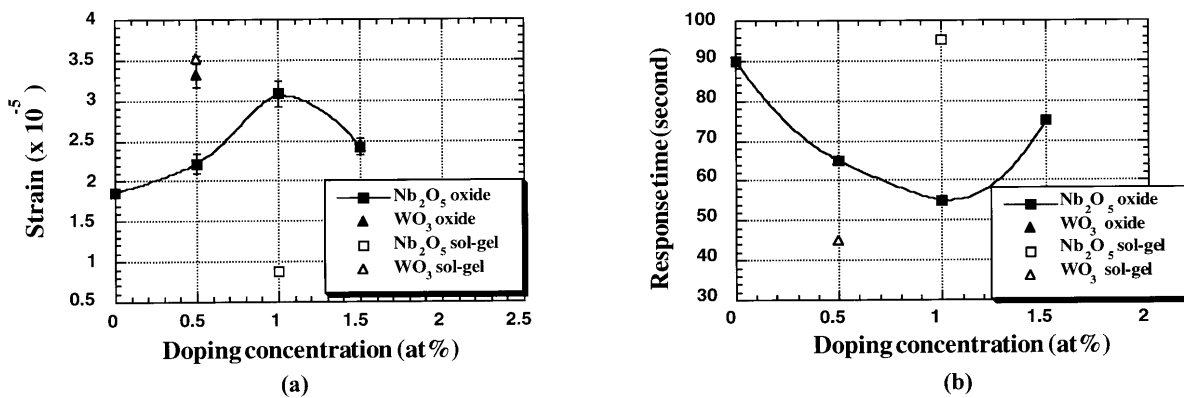 Strain (x 10⁻⁵)
4
3.5
3
2.5
2
1.5
1
0.5
0 0.5 1 1.5 2 2.5
Doping concentration (at%)
Nb₂O₅ oxide
WO₃ oxide
Nb₂O₅ sol-gel
WO₃ sol-gel
(a)
Response time (second)
100
90
80
70
60
50
40
30
0 0.5 1 1.5 2
Doping concentration (at%)
Nb₂O₅ oxide
WO₃ oxide
Nb₂O₅ sol-gel
WO₃ sol-gel
(b)